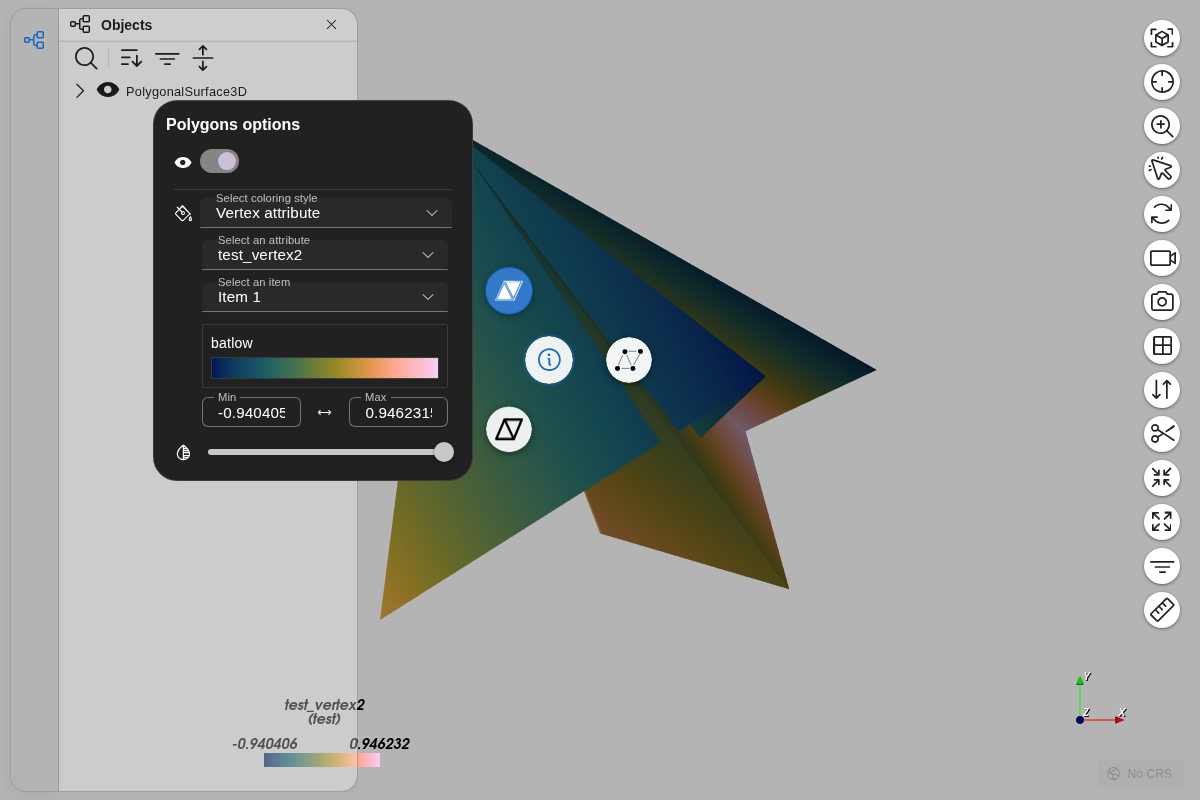 Objects
PolygonalSurface3D
Polygons options
Select coloring style
Vertex attribute
Select an attribute
test_vertex2
Select an item
Item 1
batlow
Min
-0.940405
Max
0.946231
test_vertex2
(test)
-0.940406
0.946232
Y
Z
X
No CRS